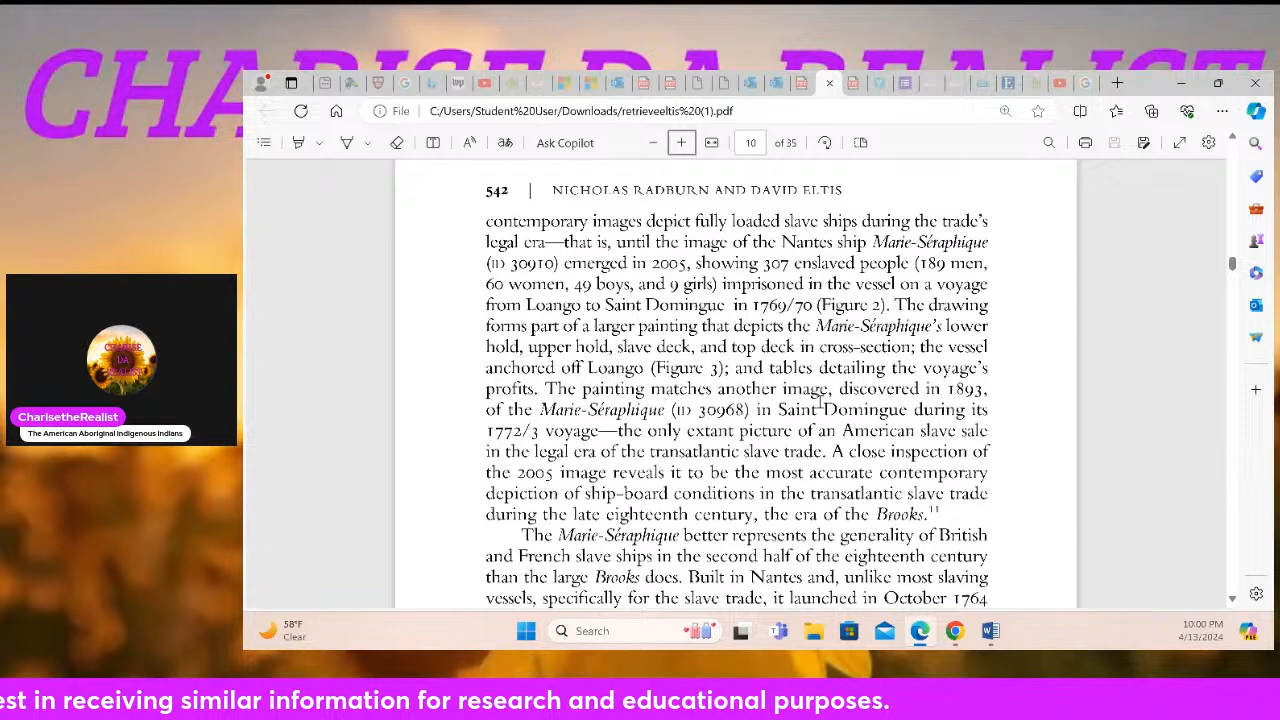 CHARISE DA REALIST
File
C:/Users/Student%20User/Downloads/retrieveeltis%20(1).pdf
Ask Copilot
10 of 35
542 | NICHOLAS RADBURN AND DAVID ELTIS
contemporary images depict fully loaded slave ships during the trade's
legal era—that is, until the image of the Nantes ship Marie-Séraphique
(ID 30910) emerged in 2005, showing 307 enslaved people (189 men,
60 women, 49 boys, and 9 girls) imprisoned in the vessel on a voyage
from Loango to Saint Domingue in 1769/70 (Figure 2). The drawing
forms part of a larger painting that depicts the Marie-Séraphique's lower
hold, upper hold, slave deck, and top deck in cross-section; the vessel
anchored off Loango (Figure 3); and tables detailing the voyage's
profits. The painting matches another image, discovered in 1893,
of the Marie-Séraphique (ID 30968) in Saint Domingue during its
1772/3 voyage—the only extant picture of an American slave sale
in the legal era of the transatlantic slave trade. A close inspection of
the 2005 image reveals it to be the most accurate contemporary
depiction of ship-board conditions in the transatlantic slave trade
during the late eighteenth century, the era of the Brooks.11
The Marie-Séraphique better represents the generality of British
and French slave ships in the second half of the eighteenth century
than the large Brooks does. Built in Nantes and, unlike most slaving
vessels, specifically for the slave trade, it launched in October 1764
CHARISE
DA
REALIST
CharisetheRealist
The American Aboriginal Indigenous Indians
58°F
Clear
Search
10:00 PM
4/13/2024
est in receiving similar information for research and educational purposes.